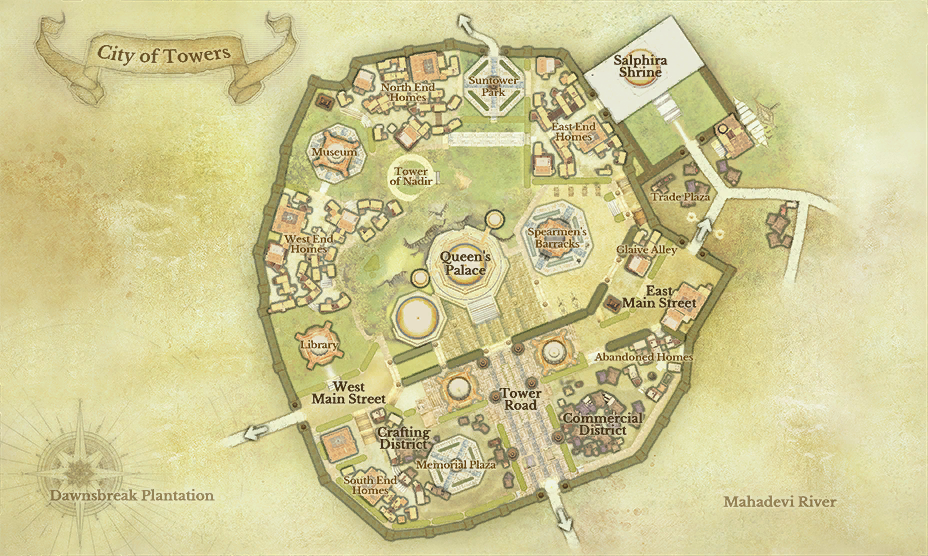 City of Towers
Salphira
Shrine
Suntower
Park
North End
Homes
East End
Homes
Museum
Tower
of Nadir
Trade Plaza
West End
Homes
Spearmen's
Barracks
Glaive Alley
Queen's
Palace
East
Main Street
Library
Abandoned Homes
West
Main Street
Tower
Road
Commercial
District
Crafting
District
Memorial Plaza
South End
Homes
Dawnsbreak Plantation
Mahadevi River